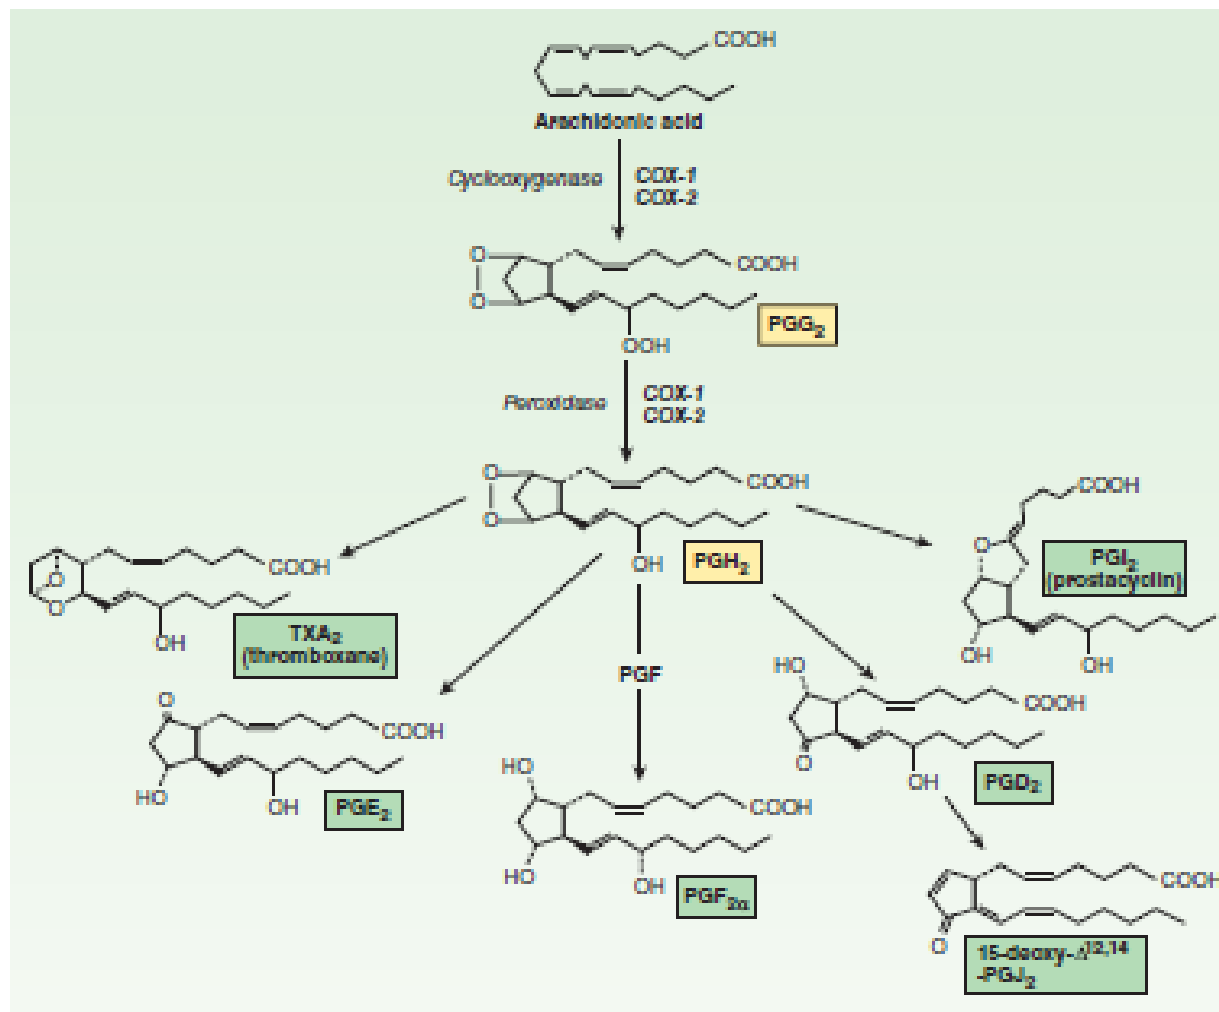 COOH
Arachidonic acid
Cyclooxygenase
COX-1
COX-2
O
O
COOH
PGG₂
OOH
Peroxidase
COX-1
COX-2
O
O
COOH
OH
PGH₂
COOH
O
PGI₂
(prostacyclin)
OH
OH
O
O
COOH
OH
TXA₂
(thromboxane)
PGF
O
COOH
HO
OH
PGE₂
HO
COOH
O
OH
PGD₂
HO
COOH
HO
OH
PGF₂α
COOH
O
15-deoxy-Δ¹²,¹⁴
-PGJ₂